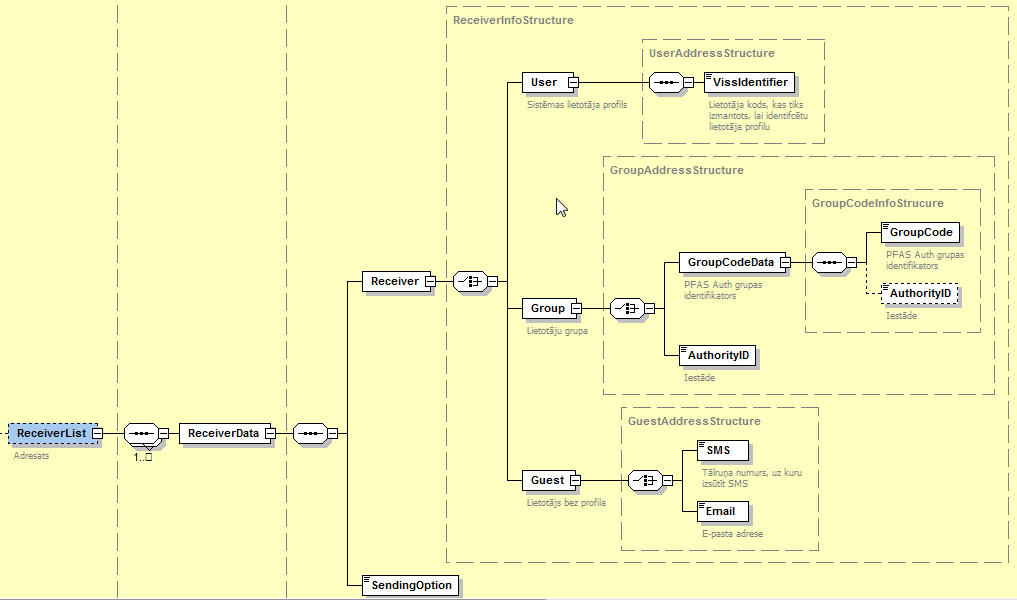 ReceiverInfoStructure
UserAddressStructure
User
VissIdentifier
Sistēmas lietotāja profils
Lietotāja kods, kas tiks
izmantots, lai identifcētu
lietotāja profilu
GroupAddressStructure
GroupCodeInfoStrucure
GroupCode
PFAS Auth grupas
identifikators
GroupCodeData
PFAS Auth grupas
identifikators
AuthorityID
Iestāde
Receiver
Group
Lietotāju grupa
AuthorityID
Iestāde
GuestAddressStructure
ReceiverList
Adresats
1..
ReceiverData
SMS
Tālruņa numurs, uz kuru
izsūtīt SMS
Guest
Lietotājs bez profila
Email
E-pasta adrese
SendingOption